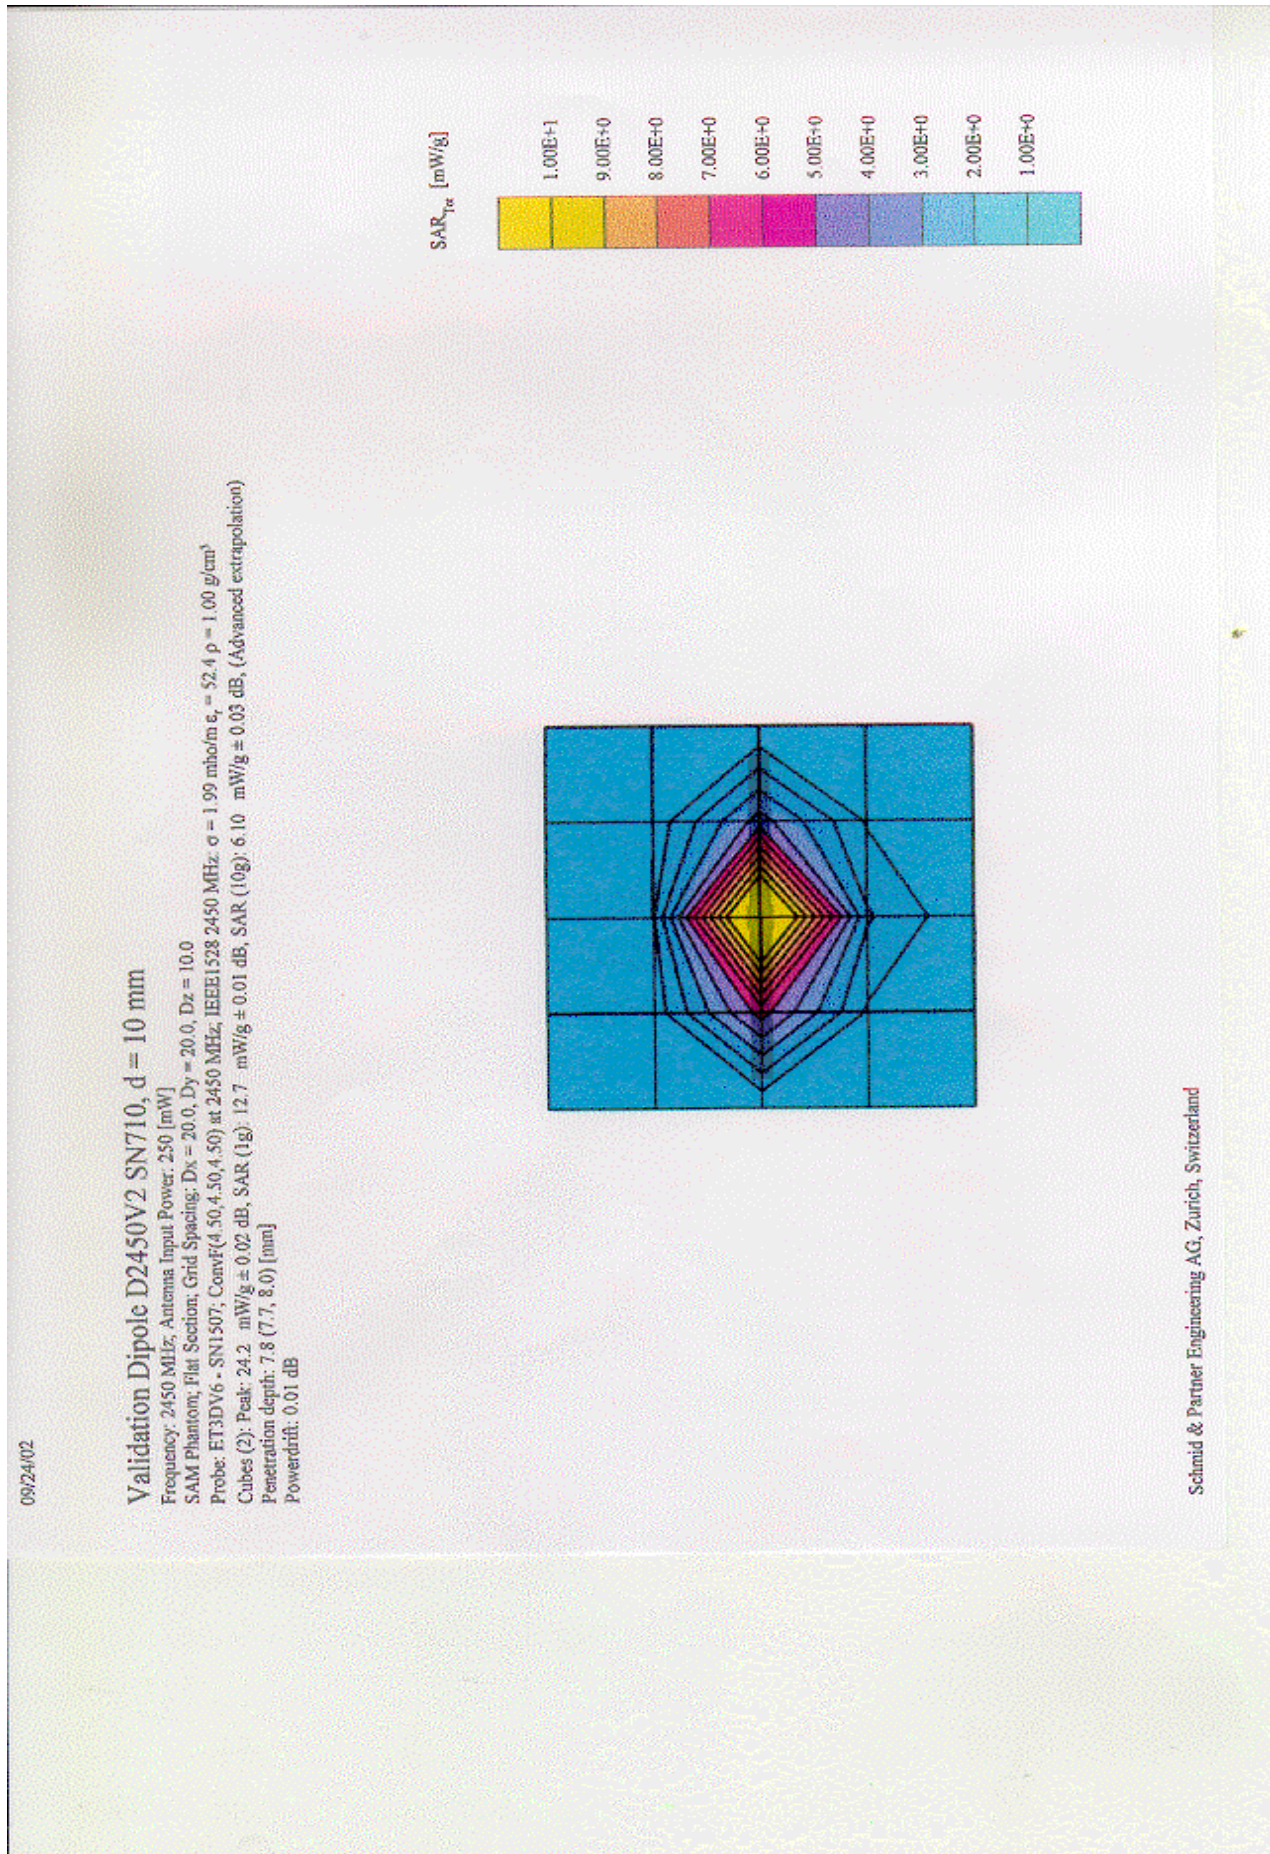 09/24/02
Validation Dipole D2450V2 SN710, d = 10 mm
Frequency: 2450 MHz; Antenna Input Power: 250 [mW]
SAM Phantom; Flat Section; Grid Spacing: Dx = 20.0, Dy = 20.0, Dz = 10.0
Probe: ET3DV6 - SN1507; ConvF(4.50,4.50,4.50) at 2450 MHz; IEEE1528 2450 MHz: σ = 1.99 mho/m εr = 52.4 ρ = 1.00 g/cm³
Cubes (2): Peak: 24.2 mW/g ± 0.02 dB, SAR (1g): 12.7 mW/g ± 0.01 dB, SAR (10g): 6.10 mW/g ± 0.03 dB, (Advanced extrapolation)
Penetration depth: 7.8 (7.7, 8.0) [mm]
Powerdrift: 0.01 dB
SARTot [mW/g]
1.00E+1
9.00E+0
8.00E+0
7.00E+0
6.00E+0
5.00E+0
4.00E+0
3.00E+0
2.00E+0
1.00E+0
Schmid & Partner Engineering AG, Zurich, Switzerland